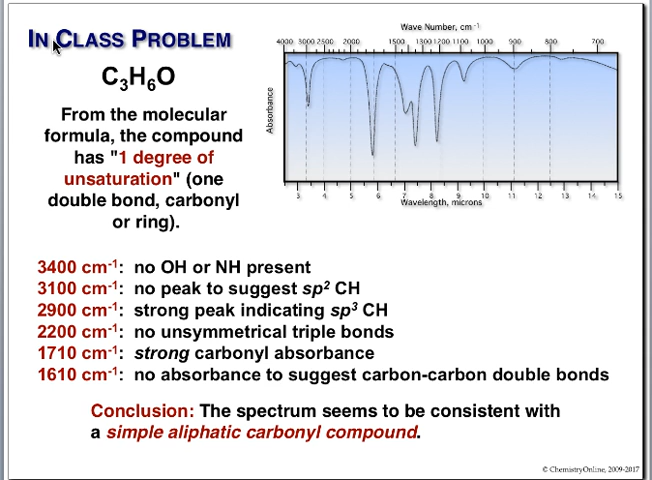 IN CLASS PROBLEM
C₃H₆O
From the molecular
formula, the compound
has "1 degree of
unsaturation" (one
double bond, carbonyl
or ring).
Wave Number, cm⁻¹
4000 3000 2500 2000 1500 1300 1200 1100 1000 900 800 700
Absorbance
3. 4. 5. 6. 7. 8. 9. 10. 11. 12. 13. 14. 15.
Wavelength, microns
3400 cm⁻¹: no OH or NH present
3100 cm⁻¹: no peak to suggest sp² CH
2900 cm⁻¹: strong peak indicating sp³ CH
2200 cm⁻¹: no unsymmetrical triple bonds
1710 cm⁻¹: strong carbonyl absorbance
1610 cm⁻¹: no absorbance to suggest carbon-carbon double bonds
Conclusion: The spectrum seems to be consistent with
a simple aliphatic carbonyl compound.
© ChemistryOnline, 2009-2017